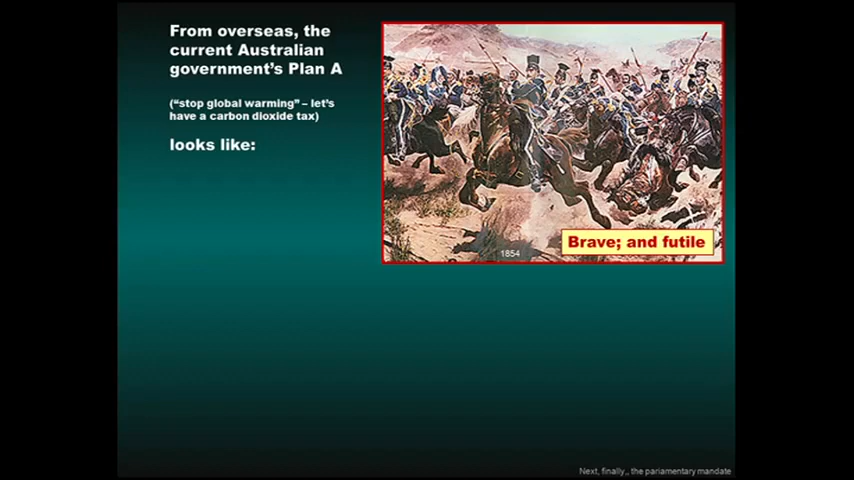 From overseas, the
current Australian
government's Plan A
(“stop global warming” – let's
have a carbon dioxide tax)
looks like:
Brave; and futile
1854
Next, finally,, the parliamentary mandate